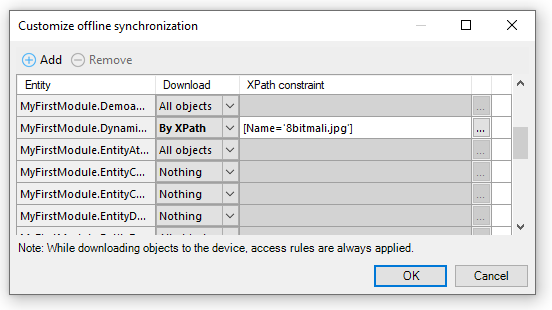 Customize offline synchronization
Add Remove
Entity Download XPath constraint
MyFirstModule.Demoa... All objects ...
MyFirstModule.Dynami... By XPath [Name='8bitmali.jpg'] ...
MyFirstModule.EntityAt... All objects ...
MyFirstModule.EntityC... Nothing ...
MyFirstModule.EntityC... Nothing ...
MyFirstModule.EntityD... Nothing ...
Note: While downloading objects to the device, access rules are always applied.
OK Cancel